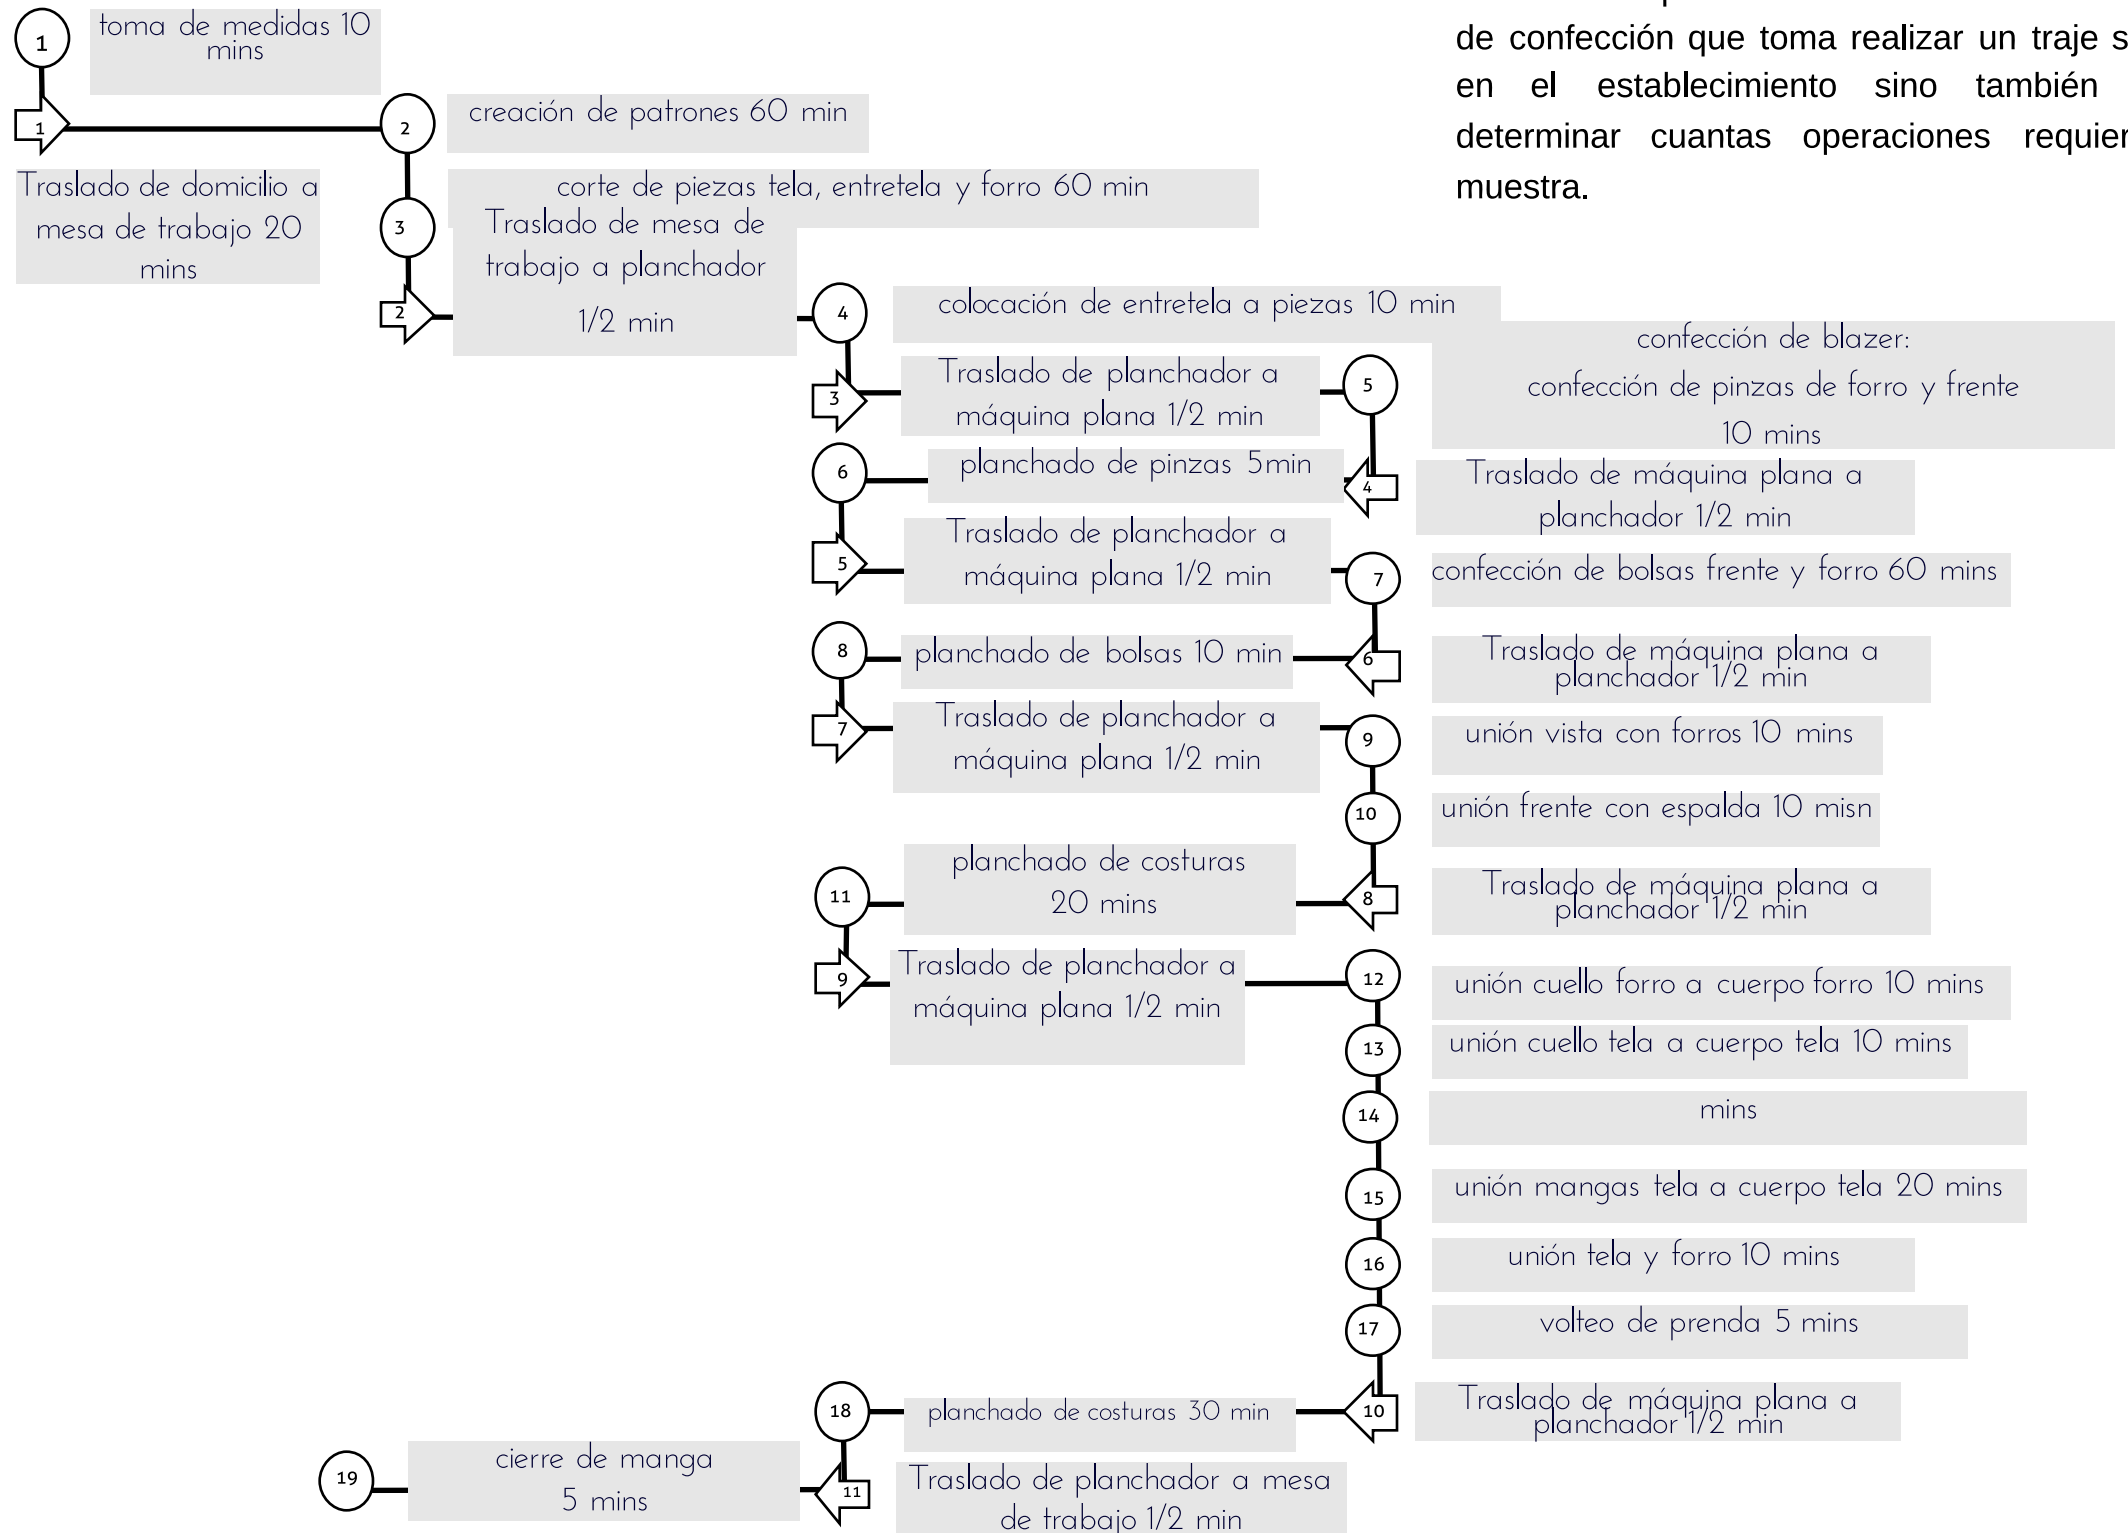 de confección que toma realizar un traje
en el establecimiento sino también
determinar cuantas operaciones
muestra.
1
toma de medidas 10
mins
1
2
creación de patrones 60 min
Traslado de domicilio a
mesa de trabajo 20
mins
3
corte de piezas tela, entretela y forro 60 min
2
Traslado de mesa de
trabajo a planchador
1/2 min
4
colocación de entretela a piezas 10 min
3
Traslado de planchador a
máquina plana 1/2 min
5
confección de blazer:
confección de pinzas de forro y frente
10 mins
6
planchado de pinzas 5min
4
Traslado de máquina plana a
planchador 1/2 min
5
Traslado de planchador a
máquina plana 1/2 min
7
confección de bolsas frente y forro 60 mins
8
planchado de bolsas 10 min
6
Traslado de máquina plana a
planchador 1/2 min
7
Traslado de planchador a
máquina plana 1/2 min
9
unión vista con forros 10 mins
10
unión frente con espalda 10 misn
11
planchado de costuras
20 mins
8
Traslado de máquina plana a
planchador 1/2 min
9
Traslado de planchador a
máquina plana 1/2 min
12
unión cuello forro a cuerpo forro 10 mins
13
unión cuello tela a cuerpo tela 10 mins
14
mins
15
unión mangas tela a cuerpo tela 20 mins
16
unión tela y forro 10 mins
17
volteo de prenda 5 mins
18
planchado de costuras 30 min
10
Traslado de máquina plana a
planchador 1/2 min
19
cierre de manga
5 mins
11
Traslado de planchador a mesa
de trabajo 1/2 min